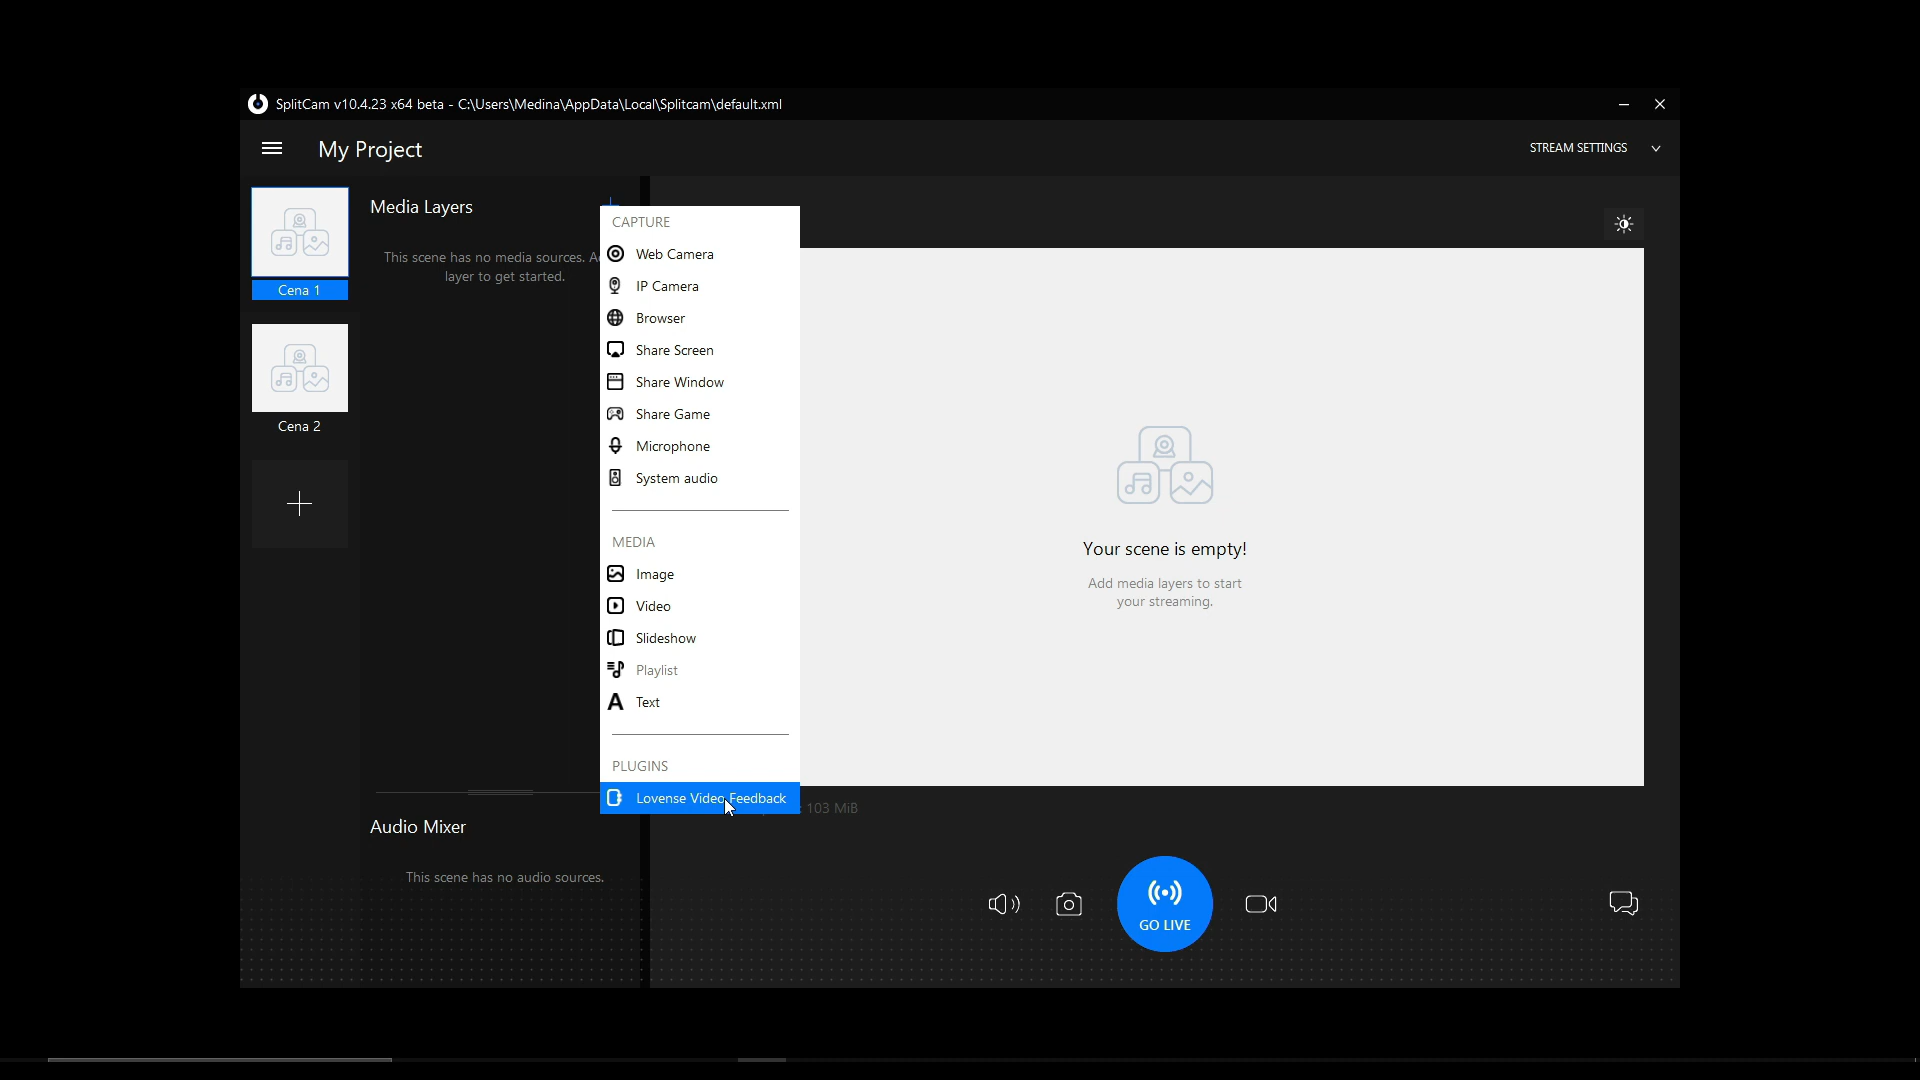 SplitCam v10.4.23 x64 beta - C:\Users\Medina\AppData\Local\Splitcam\default.xml
My Project
STREAM SETTINGS
Cena 1
Cena 2
Media Layers
This scene has no media sources.
layer to get started.
CAPTURE
Web Camera
IP Camera
Browser
Share Screen
Share Window
Share Game
Microphone
System audio
MEDIA
Image
Video
Slideshow
Playlist
Text
PLUGINS
Lovense Video Feedback
Your scene is empty!
Add media layers to start
your streaming.
: 103 MiB
Audio Mixer
This scene has no audio sources.
GO LIVE